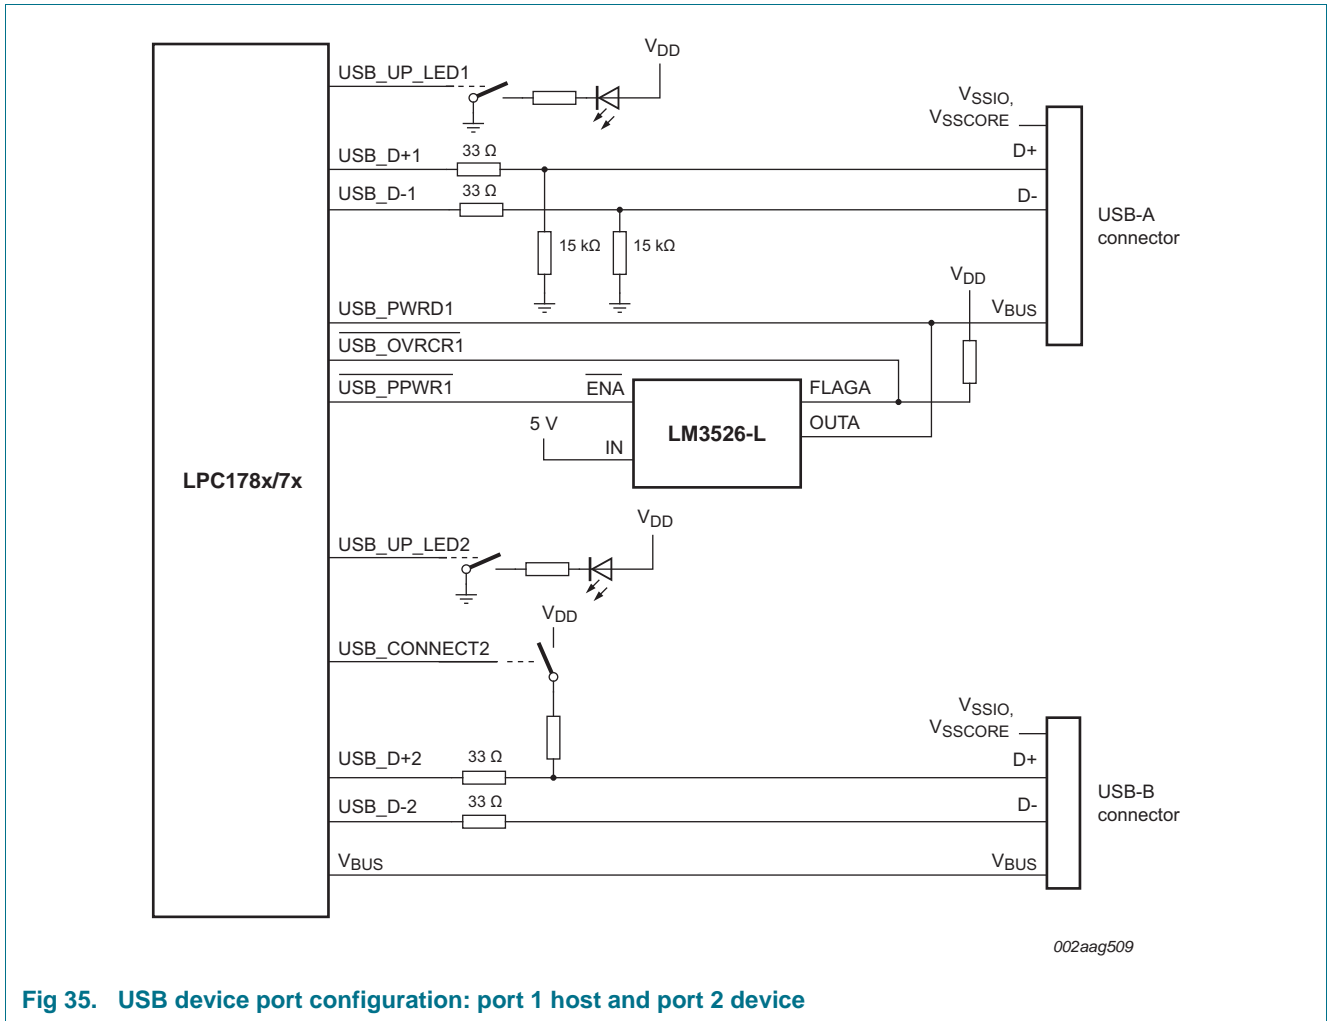 VDD
USB_UP_LED1
VSSIO,
VSSCORE
USB_D+1
33 Ω
D+
USB_D-1
33 Ω
D-
USB-A
connector
15 kΩ
15 kΩ
VDD
USB_PWRD1
VBUS
USB_OVRCR1
USB_PPWR1
ENA
FLAGA
5 V
OUTA
LM3526-L
IN
LPC178x/7x
VDD
USB_UP_LED2
VDD
USB_CONNECT2
VSSIO,
VSSCORE
USB_D+2
33 Ω
D+
USB_D-2
33 Ω
D-
USB-B
connector
VBUS
VBUS
002aag509
Fig 35. USB device port configuration: port 1 host and port 2 device